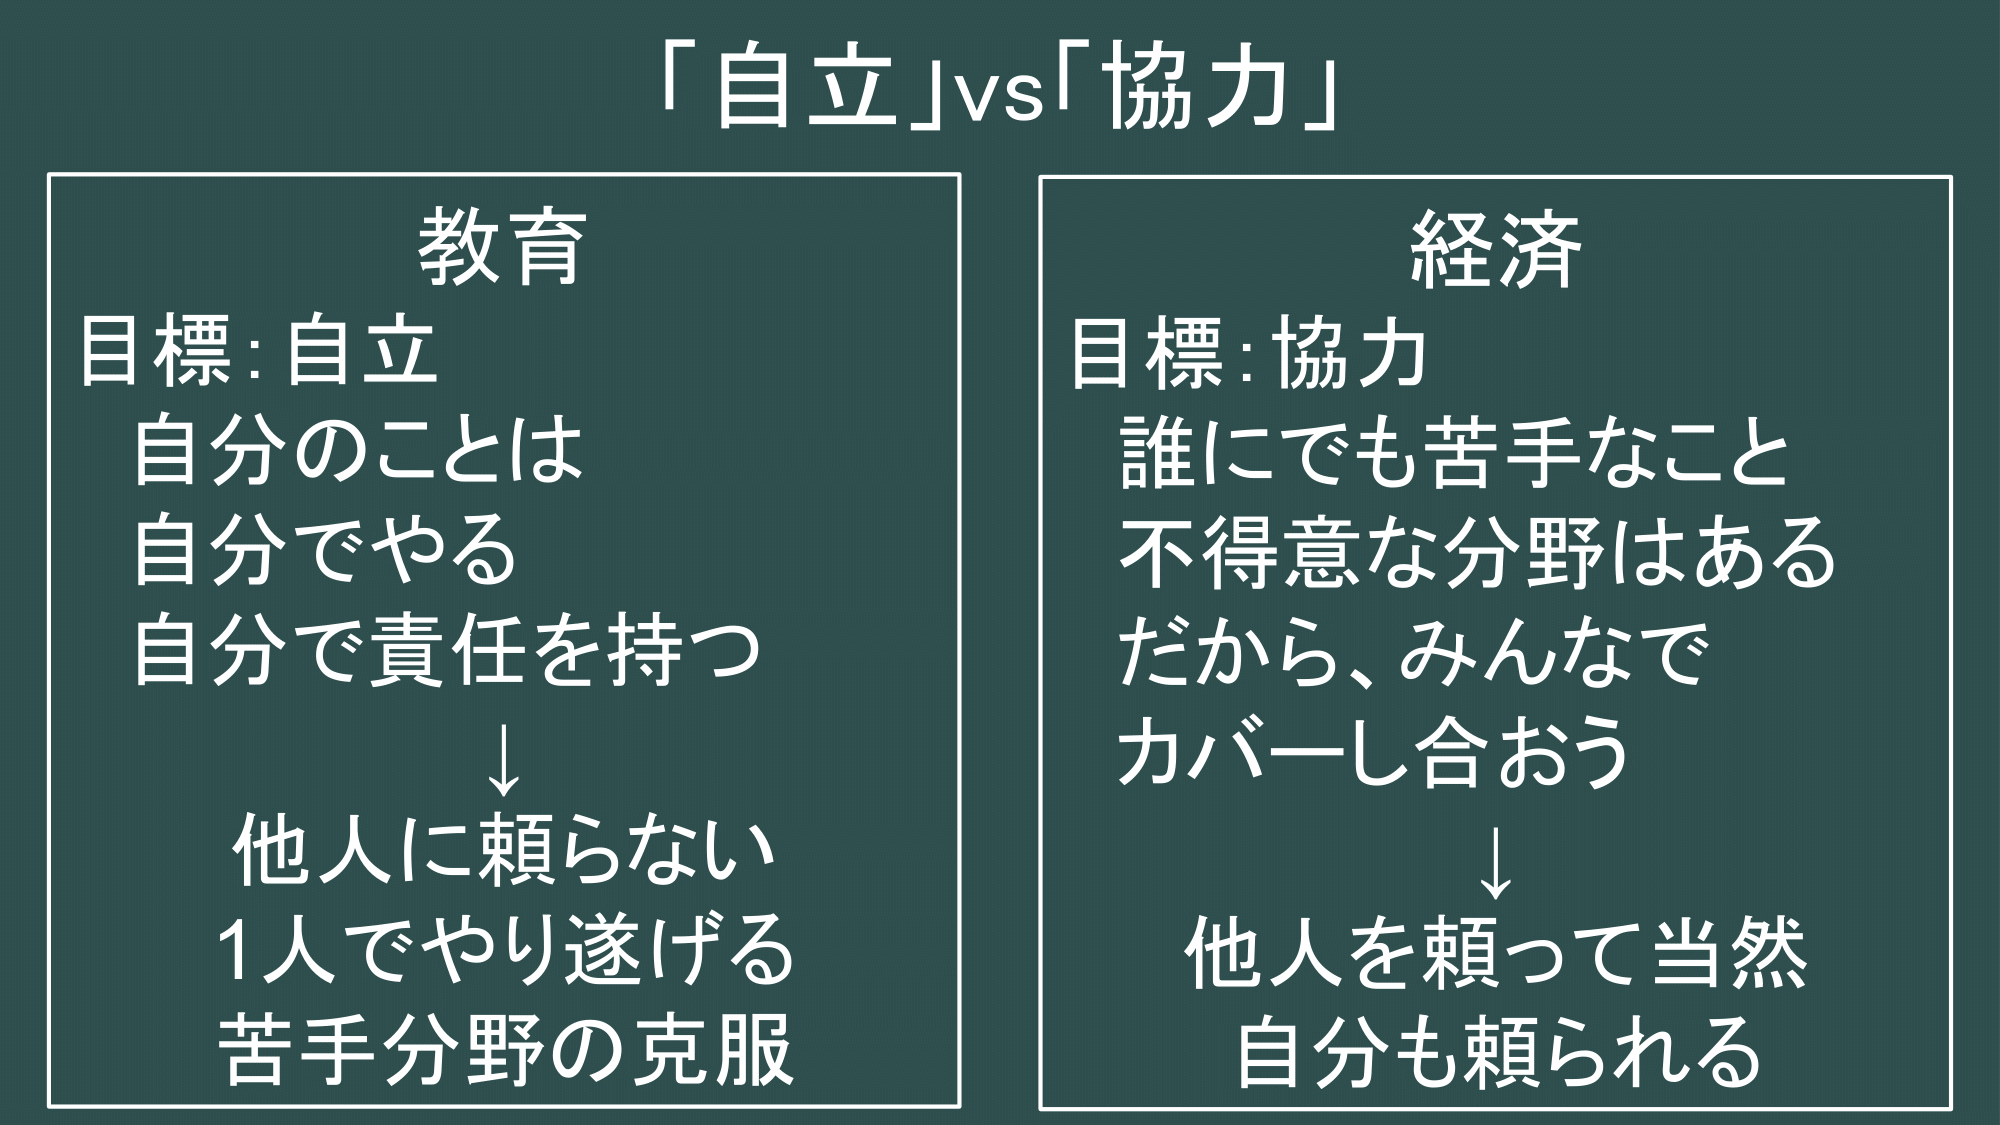 「自立」vs「協力」
教育
目標:自立
自分のことは
自分でやる
自分で責任を持つ
↓
他人に頼らない
1人でやり遂げる
苦手分野の克服
経済
目標:協力
誰にでも苦手なこと
不得意な分野はある
だから、みんなで
カバーし合おう
↓
他人を頼って当然
自分も頼られる